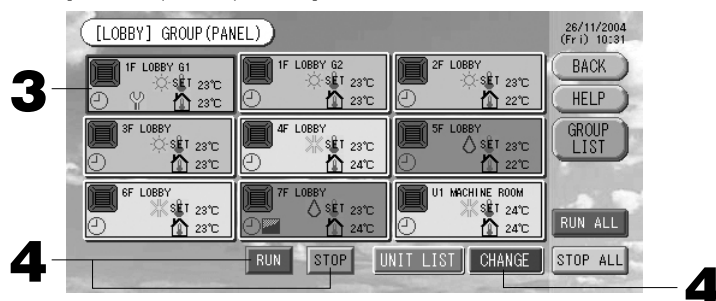 [LOBBY] GROUP(PANEL)
26/11/2004
(Fri) 10:31
3
1F LOBBY G1
SET 23℃
23℃
1F LOBBY G2
SET 23℃
23℃
2F LOBBY
SET 23℃
22℃
BACK
HELP
3F LOBBY
SET 23℃
23℃
4F LOBBY
SET 23℃
24℃
5F LOBBY
SET 23℃
22℃
GROUP
LIST
6F LOBBY
SET 23℃
23℃
7F LOBBY
SET 23℃
24℃
U1 MACHINE ROOM
SET 24℃
24℃
RUN ALL
4
RUN
STOP
UNIT LIST
CHANGE
STOP ALL
4